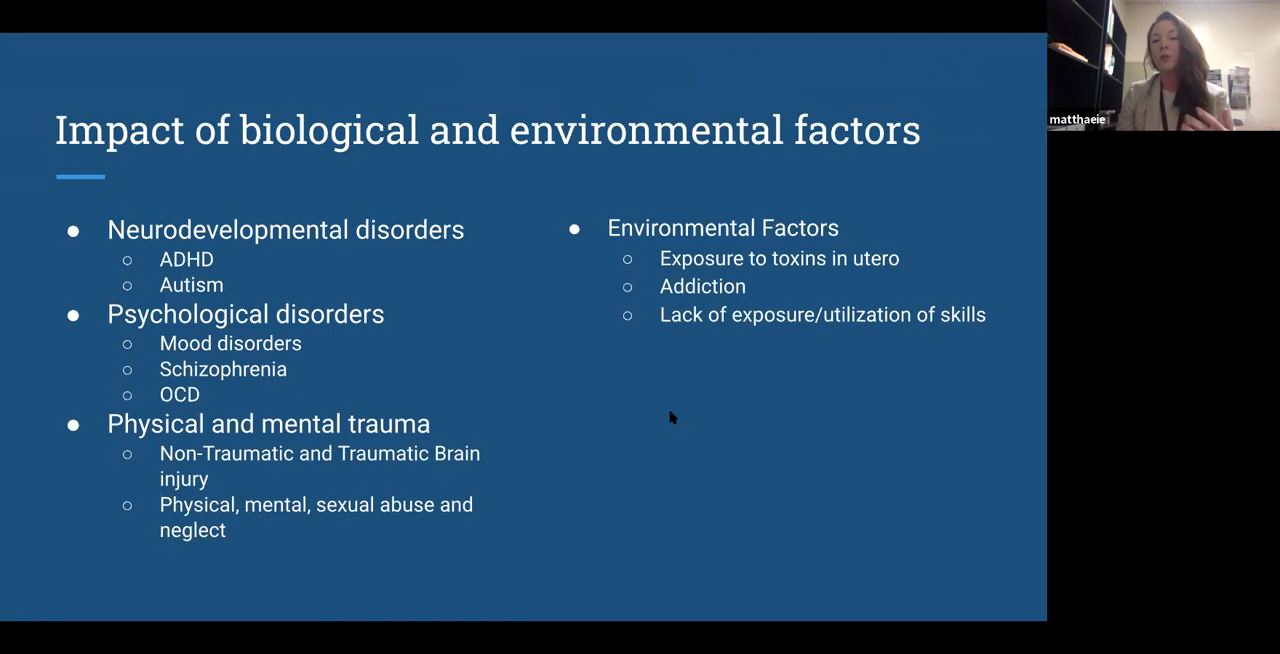 Impact of biological and environmental factors
● Neurodevelopmental disorders
○ ADHD
○ Autism
● Psychological disorders
○ Mood disorders
○ Schizophrenia
○ OCD
● Physical and mental trauma
○ Non-Traumatic and Traumatic Brain
injury
○ Physical, mental, sexual abuse and
neglect
● Environmental Factors
○ Exposure to toxins in utero
○ Addiction
○ Lack of exposure/utilization of skills
matthaeie